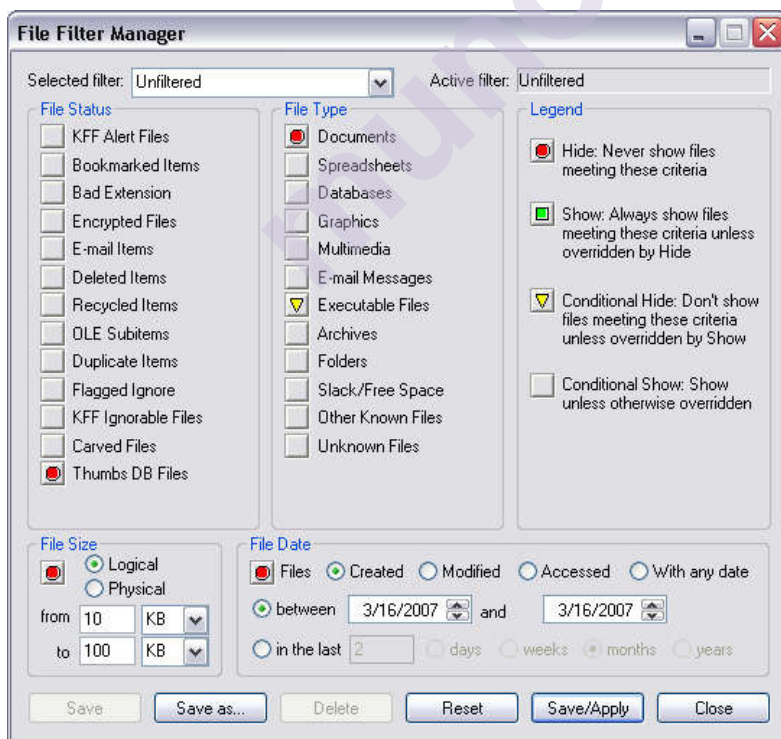 File Filter Manager
Selected filter: Unfiltered
Active filter: Unfiltered
File Status
KFF Alert Files
Bookmarked Items
Bad Extension
Encrypted Files
E-mail Items
Deleted Items
Recycled Items
OLE Subitems
Duplicate Items
Flagged Ignore
KFF Ignorable Files
Carved Files
Thumbs DB Files
File Type
Documents
Spreadsheets
Databases
Graphics
Multimedia
E-mail Messages
Executable Files
Archives
Folders
Slack/Free Space
Other Known Files
Unknown Files
Legend
Hide: Never show files
meeting these criteria
Show: Always show files
meeting these criteria unless
overridden by Hide
Conditional Hide: Don't show
files meeting these criteria
unless overridden by Show
Conditional Show: Show
unless otherwise overridden
File Size
Logical
Physical
from 10 KB
to 100 KB
File Date
Files Created Modified Accessed With any date
between 3/16/2007 and 3/16/2007
in the last 2 days weeks months years
Save Save as... Delete Reset Save/Apply Close